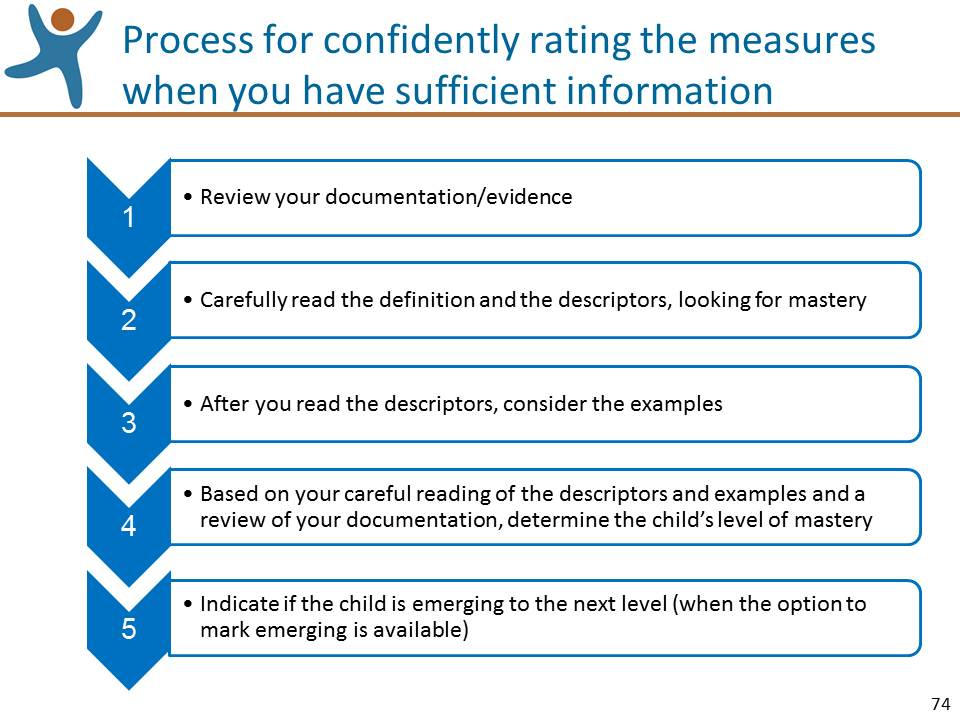 Process for confidently rating the measures
when you have sufficient information
1
• Review your documentation/evidence
2
• Carefully read the definition and the descriptors, looking for mastery
3
• After you read the descriptors, consider the examples
4
• Based on your careful reading of the descriptors and examples and a
review of your documentation, determine the child’s level of mastery
5
• Indicate if the child is emerging to the next level (when the option to
mark emerging is available)
74